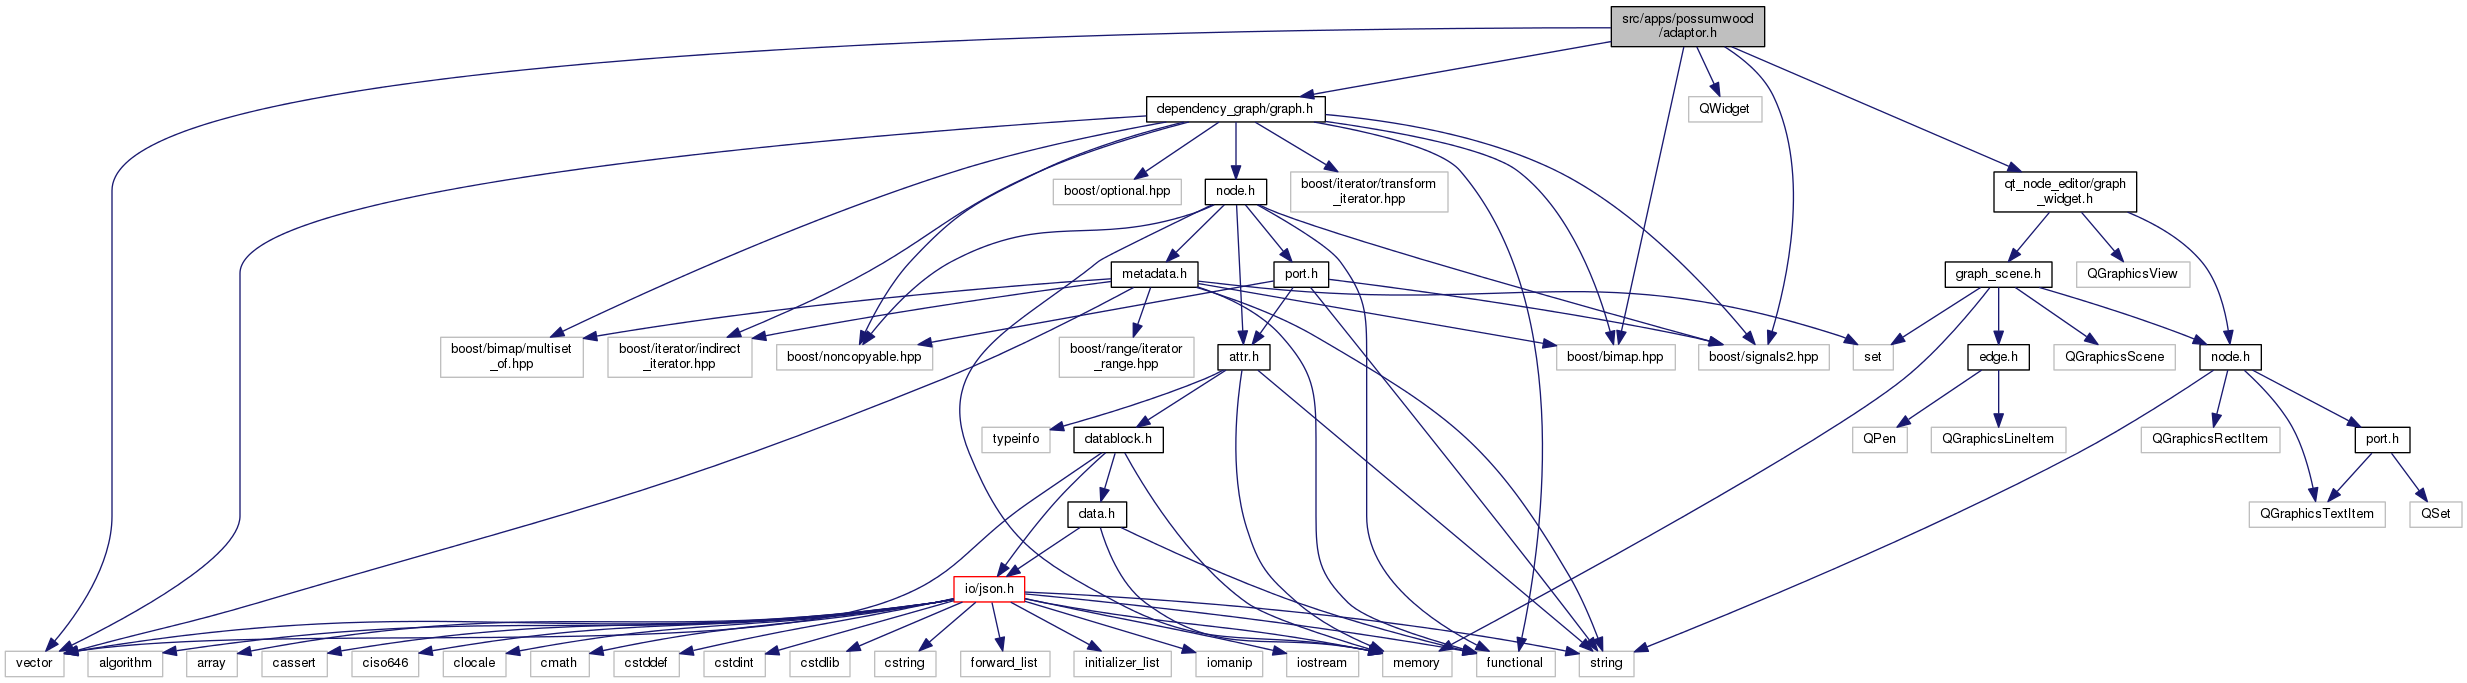 src/apps/possumwood
/adaptor.h
dependency_graph/graph.h
QWidget
boost/optional.hpp
node.h
boost/iterator/transform
_iterator.hpp
qt_node_editor/graph
_widget.h
metadata.h
port.h
graph_scene.h
QGraphicsView
boost/bimap/multiset
_of.hpp
boost/iterator/indirect
_iterator.hpp
boost/noncopyable.hpp
boost/range/iterator
_range.hpp
attr.h
boost/bimap.hpp
boost/signals2.hpp
set
edge.h
QGraphicsScene
node.h
typeinfo
datablock.h
QPen
QGraphicsLineItem
QGraphicsRectItem
port.h
data.h
QGraphicsTextItem
QSet
io/json.h
vector
algorithm
array
cassert
ciso646
clocale
cmath
cstddef
cstdint
cstdlib
cstring
forward_list
initializer_list
iomanip
iostream
memory
functional
string